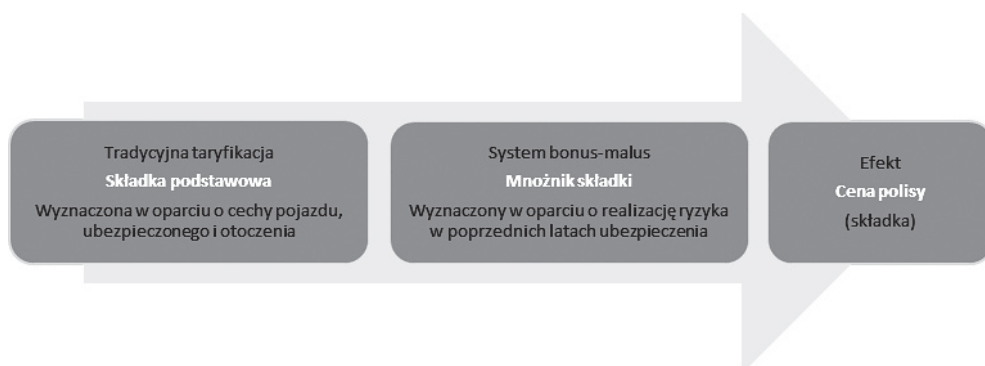 Tradycyjna taryfikacja
Składka podstawowa
Wyznaczona w oparciu o cechy pojazdu,
ubezpieczonego i otoczenia
System bonus-malus
Mnożnik składki
Wyznaczony w oparciu o realizację ryzyka
w poprzednich latach ubezpieczenia
Efekt
Cena polisy
(składka)